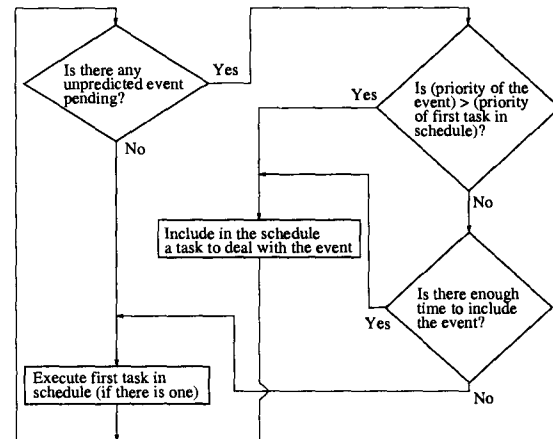 Is there any
unpredicted event
pending?
Yes
No
Is (priority of the
event) > (priority
of first task in
schedule)?
Yes
No
Include in the schedule
a task to deal with the event
Is there enough
time to include
the event?
Yes
No
Execute first task in
schedule (if there is one)